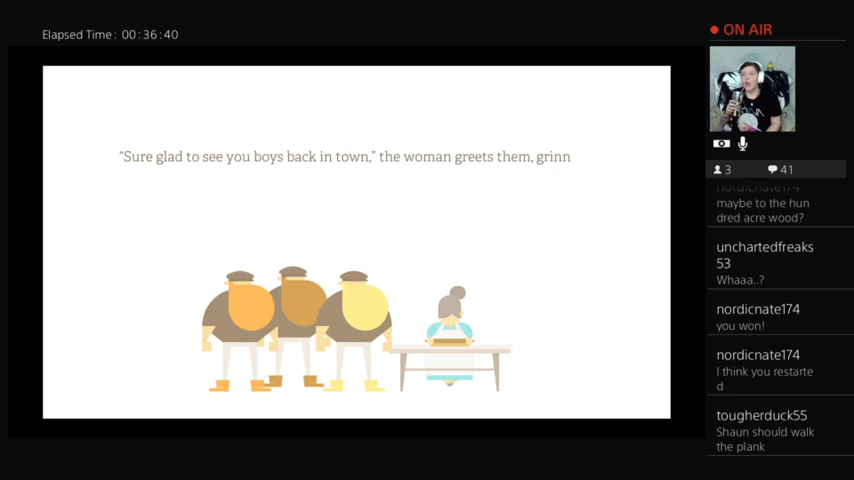 Elapsed Time: 00:36:40
ON AIR
"Sure glad to see you boys back in town," the woman greets them, grinn
3
41
nordicnate174
maybe to the hun
dred acre wood?
unchartedfreaks
53
Whaaa..?
nordicnate174
you won!
nordicnate174
I think you restarte
d
tougherduck55
Shaun should walk
the plank